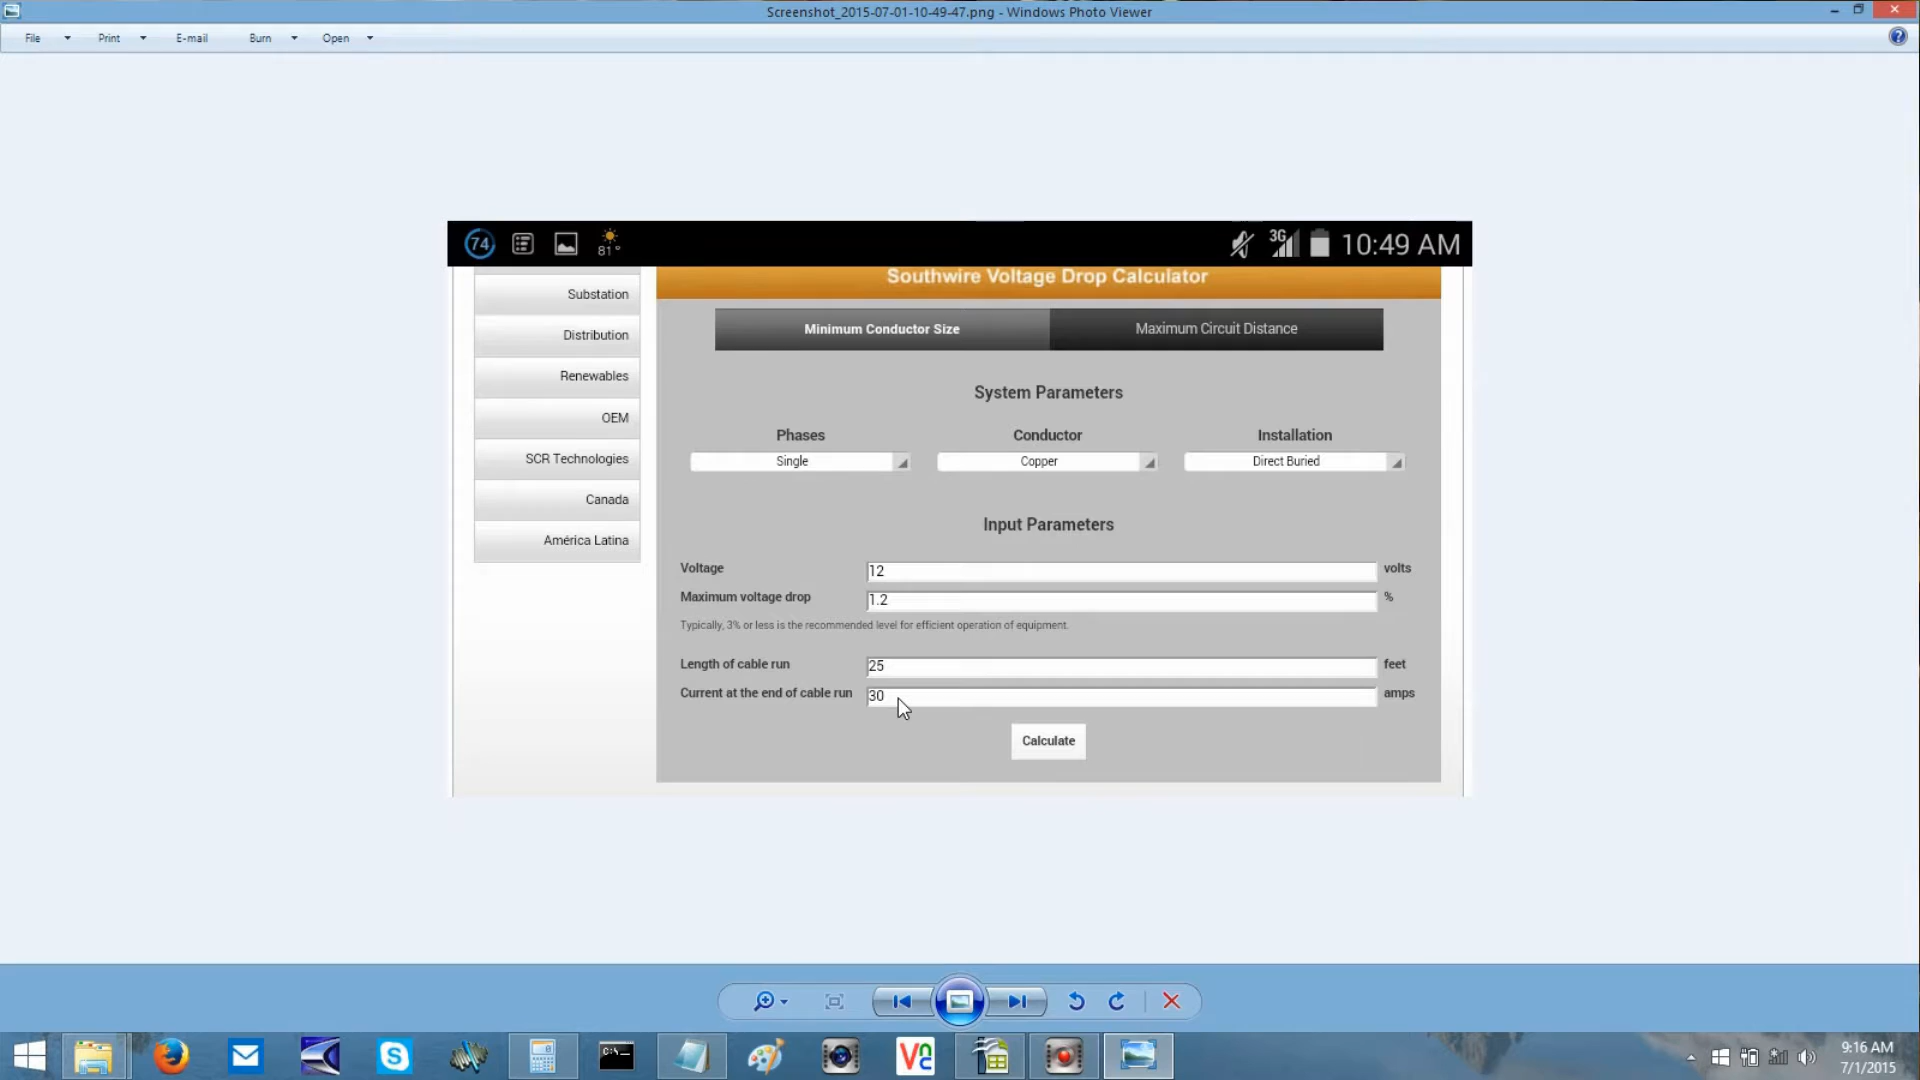 Screenshot_2015-07-01-10-49-47.png - Windows Photo Viewer
File Print E-mail Burn Open
74 81° 3G 10:49 AM
Southwire Voltage Drop Calculator
Substation
Distribution
Renewables
OEM
SCR Technologies
Canada
América Latina
Minimum Conductor Size Maximum Circuit Distance
System Parameters
Phases Conductor Installation
Single Copper Direct Buried
Input Parameters
Voltage 12 volts
Maximum voltage drop 1.2 %
Typically, 3% or less is the recommended level for efficient operation of equipment.
Length of cable run 25 feet
Current at the end of cable run 30 amps
Calculate
9:16 AM
7/1/2015